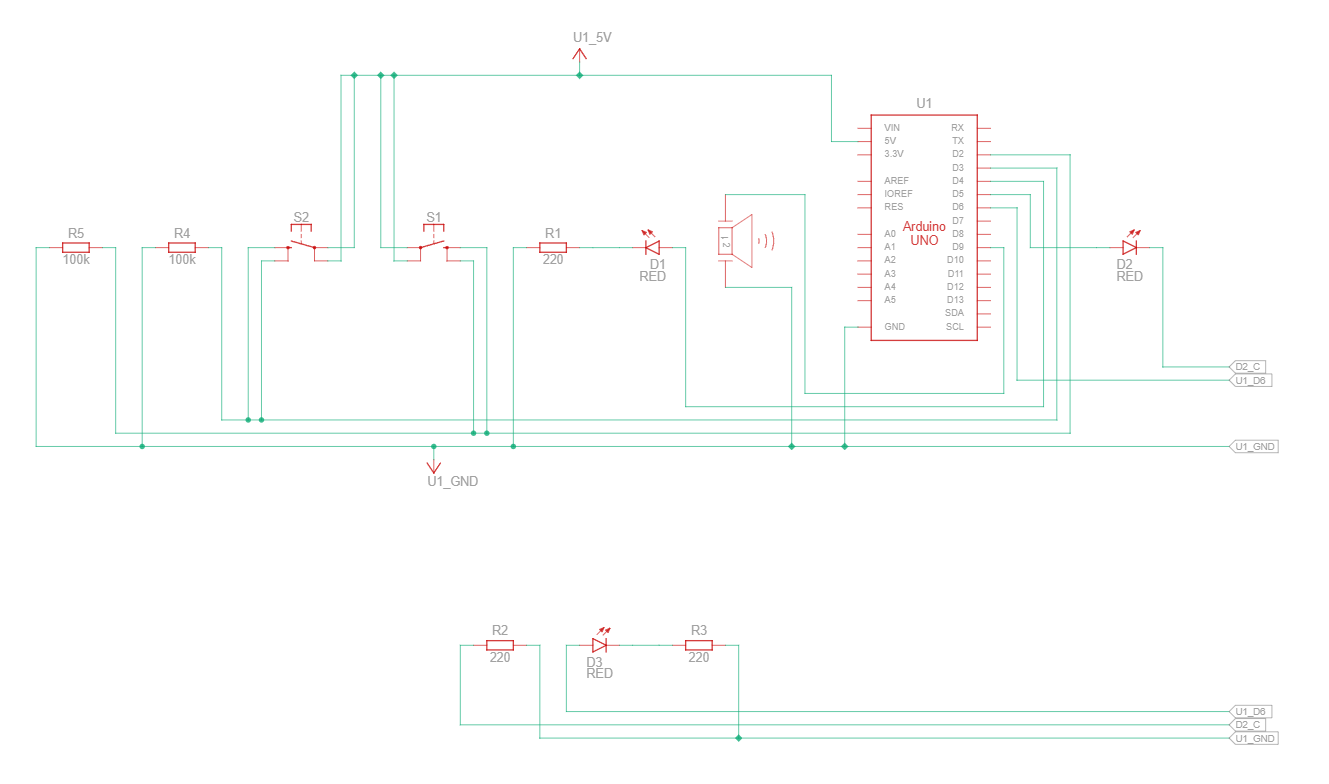 U1_5V
U1
VIN RX
5V TX
3.3V D2
D3
AREF D4
IOREF D5
RES D6
D7
A0 D8
A1 D9
A2 D10
A3 D11
A4 D12
A5 D13
SDA
GND SCL
Arduino
UNO
R5
100k
R4
100k
S2
S1
R1
220
D1
RED
1 2
D2
RED
D2_C
U1_D6
U1_GND
U1_GND
R2
220
D3
RED
R3
220
U1_D6
D2_C
U1_GND